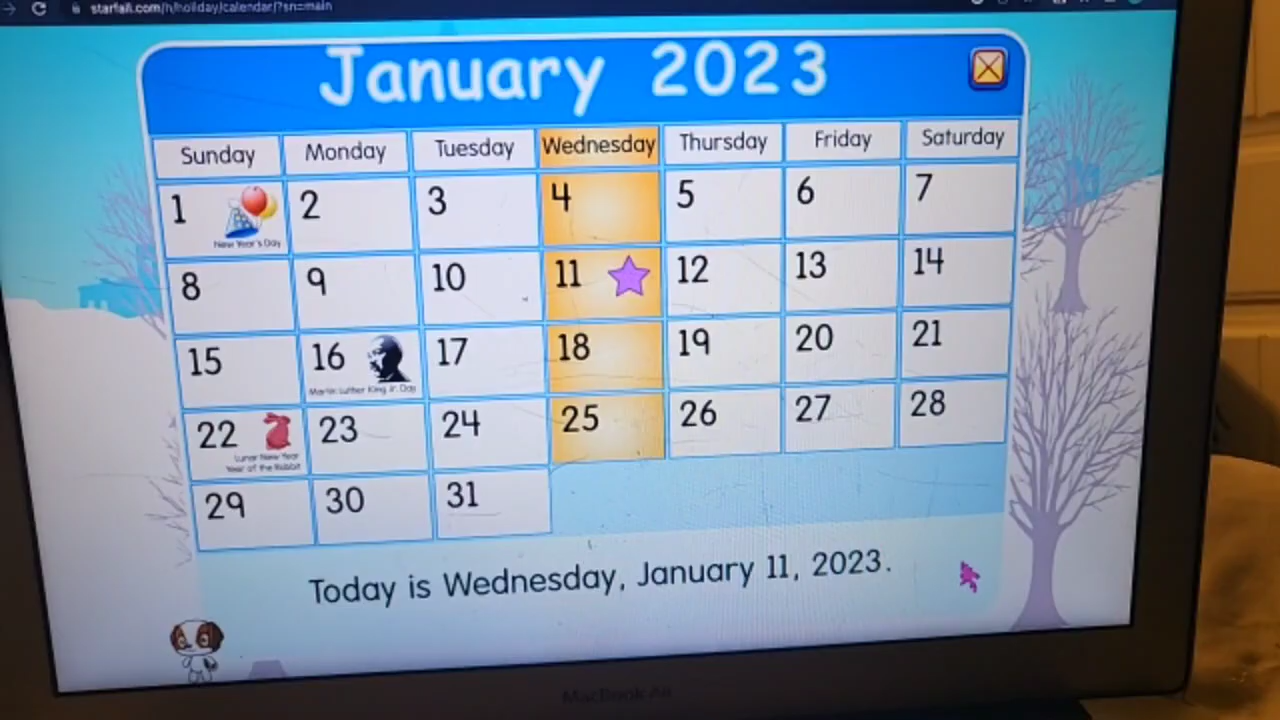 starfall.com/h/holiday/calendar/?sn=main
January 2023
Sunday Monday Tuesday Wednesday Thursday Friday Saturday
1 2 3 4 5 6 7
New Year's Day
8 9 10 11 12 13 14
15 16 17 18 19 20 21
Martin Luther King Jr. Day
22 23 24 25 26 27 28
Lunar New Year
Year of the Rabbit
29 30 31
Today is Wednesday, January 11, 2023.
MacBook Air